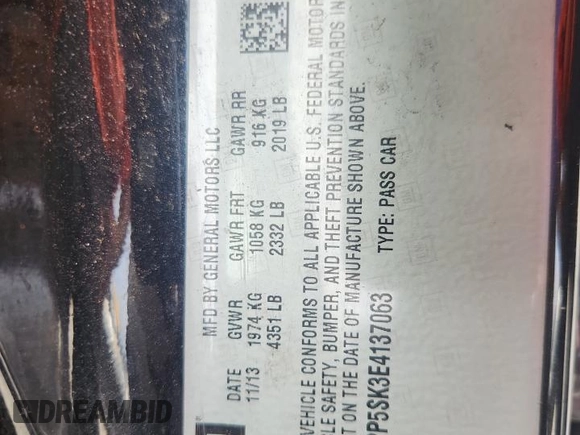 MFD BY GENERAL MOTORS LLC
DATE GVWR GAWR FRT GAWR RR
11/13 1974 KG 1058 KG 916 KG
4351 LB 2332 LB 2019 LB
VEHICLE CONFORMS TO ALL APPLICABLE U.S. FEDERAL MOTOR
LE SAFETY, BUMPER, AND THEFT PREVENTION STANDARDS IN
T ON THE DATE OF MANUFACTURE SHOWN ABOVE.
P5SK3E4137063 TYPE: PASS CAR
DREAMBID